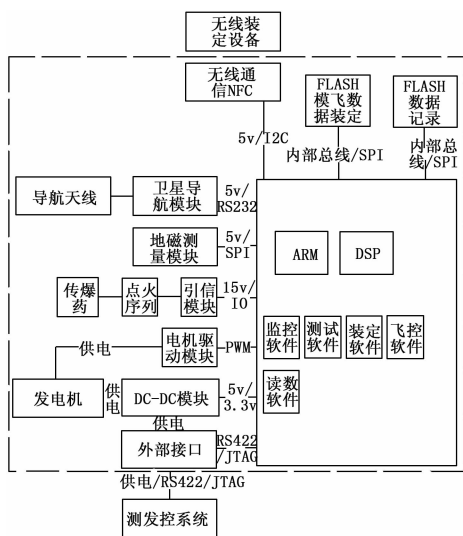 无线装
定设备
无线通
信NFC
FLASH
模飞数
据装定
FLASH
数据
记录
5v/I2C
内部总线/SPI
内部总
线/SPI
导航天线
卫星导
航模块
5v/
RS232
地磁测
量模块
5v/
SPI
ARM
DSP
传爆
药
点火
序列
引信
模块
15v/
IO
监控
软件
测试
软件
装定
软件
飞控
软件
供电
电机驱
动模块
PWM
发电机
供
电
DC-DC模块
5v/
3.3v
读数
软件
供电
外部接口
RS422
/JTAG
供电/RS422/JTAG
测发控系统